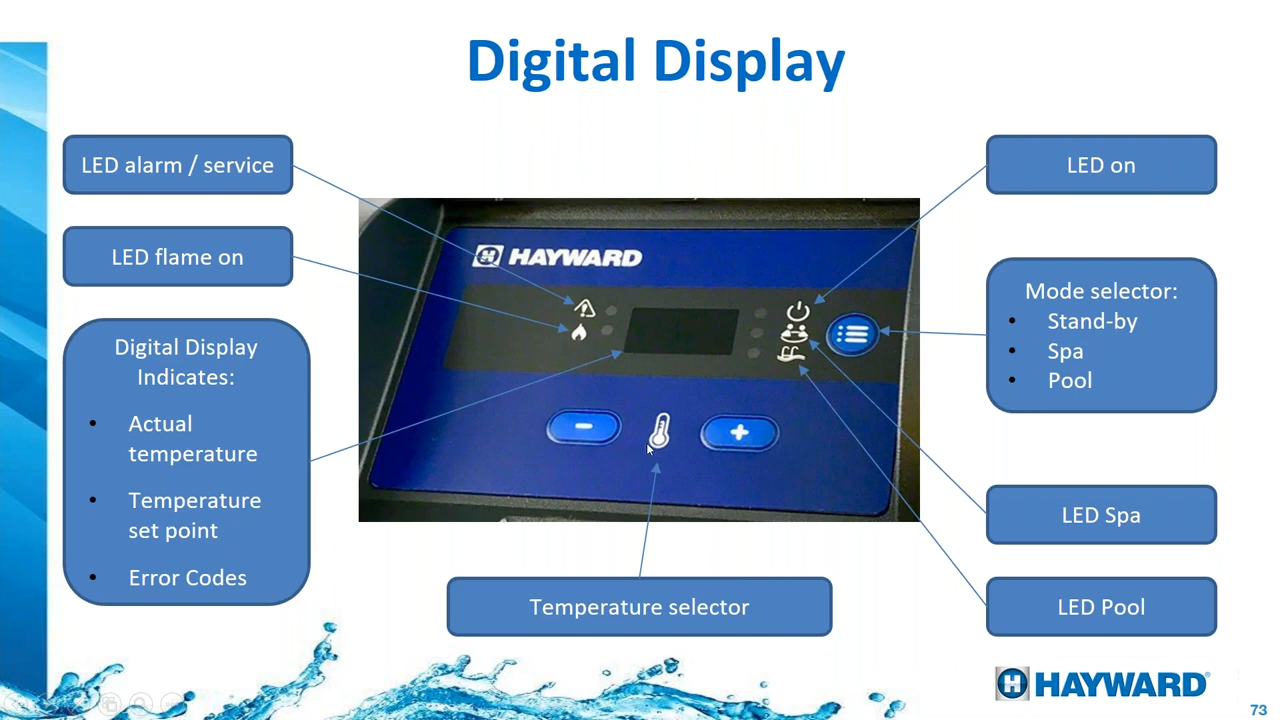 Digital Display
LED alarm / service
LED flame on
Digital Display
Indicates:
• Actual
temperature
• Temperature
set point
• Error Codes
HAYWARD
-
+
Temperature selector
LED on
Mode selector:
• Stand-by
• Spa
• Pool
LED Spa
LED Pool
HAYWARD®
73